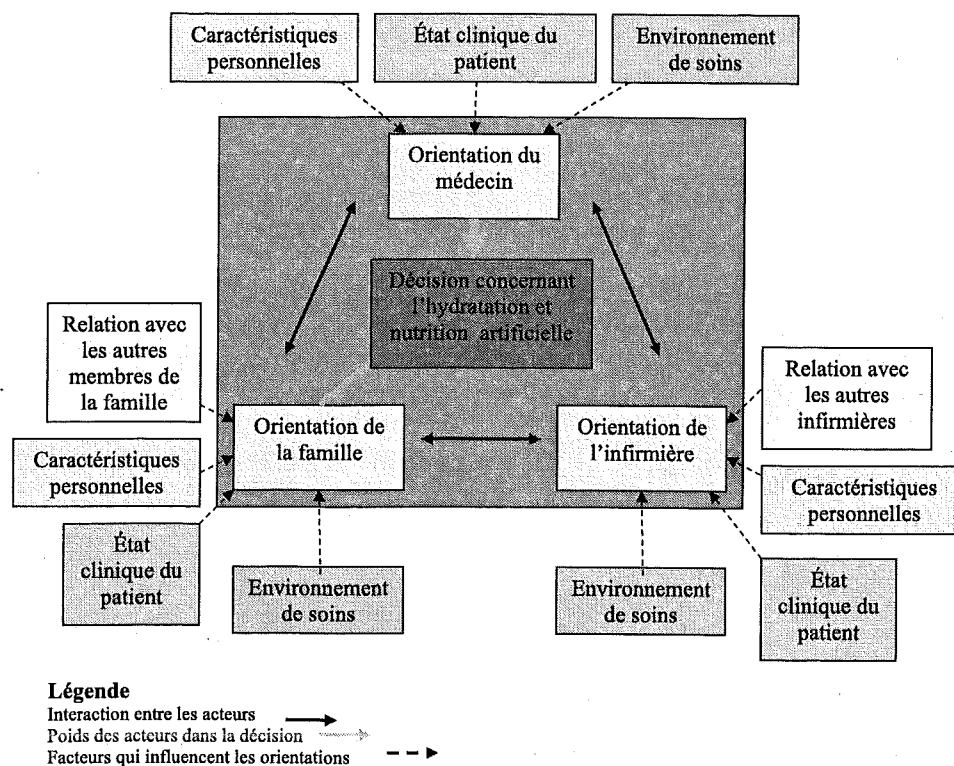 Caractéristiques
personnelles
État clinique du
patient
Environnement
de soins
Orientation du
médecin
Décision concernant
l'hydratation et
nutrition artificielle
Relation avec
les autres
membres de
la famille
Relation avec
les autres
infirmières
Orientation de
la famille
Orientation de
l'infirmière
Caractéristiques
personnelles
Caractéristiques
personnelles
État
clinique du
patient
Environnement
de soins
Environnement
de soins
État
clinique du
patient
Légende
Interaction entre les acteurs
Poids des acteurs dans la décision
Facteurs qui influencent les orientations